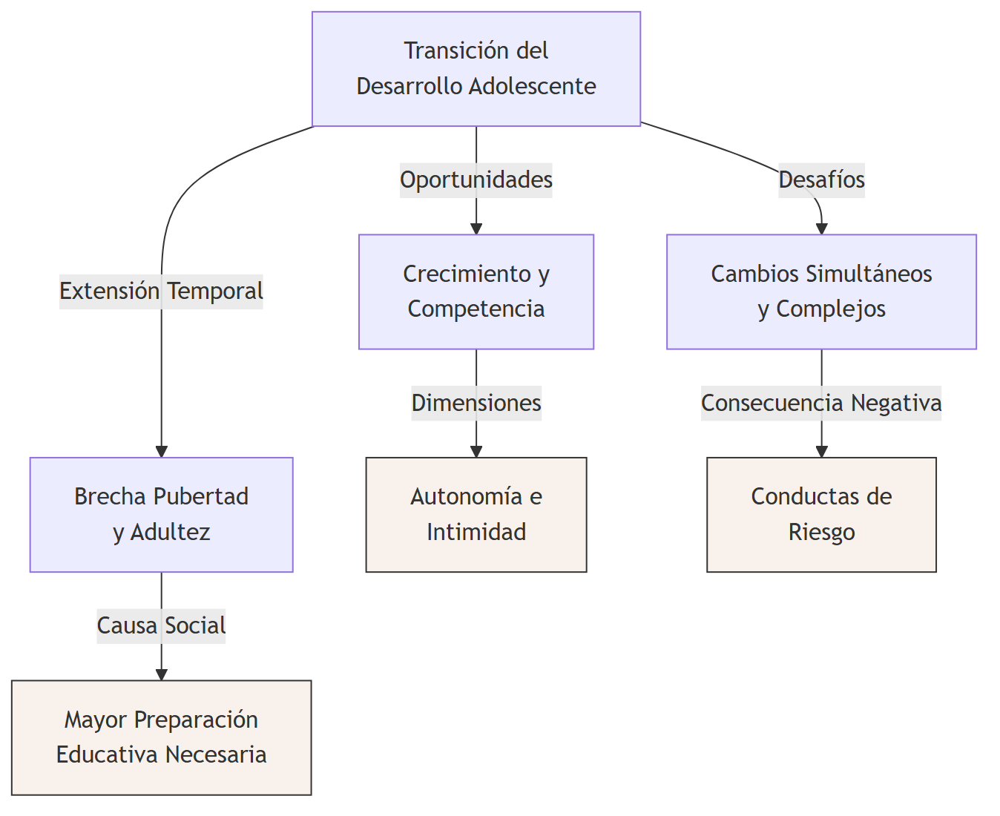 Transición del
Desarrollo Adolescente
Oportunidades
Desafíos
Extensión Temporal
Crecimiento y
Competencia
Cambios Simultáneos
y Complejos
Dimensiones
Consecuencia Negativa
Brecha Pubertad
y Adultez
Autonomía e
Intimidad
Conductas de
Riesgo
Causa Social
Mayor Preparación
Educativa Necesaria